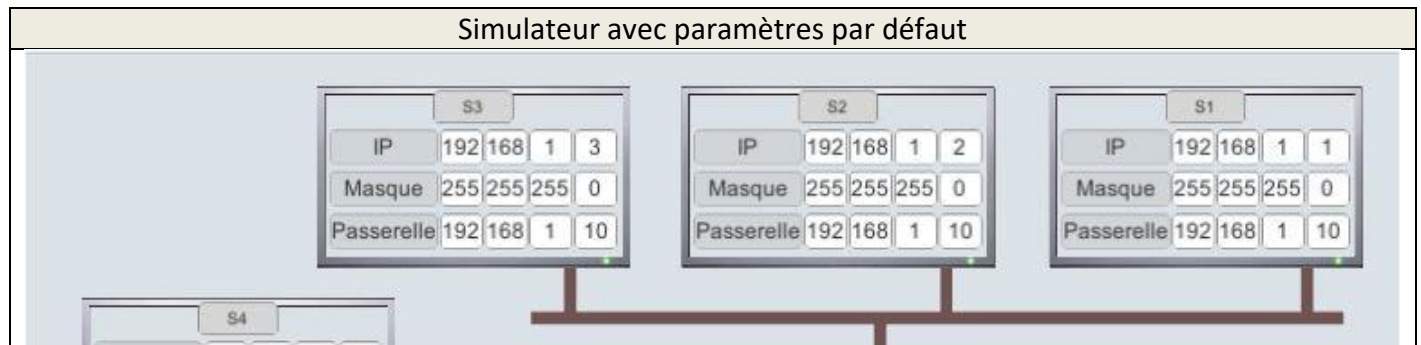 Simulateur avec paramètres par défaut
S3
IP 192 168 1 3
Masque 255 255 255 0
Passerelle 192 168 1 10
S2
IP 192 168 1 2
Masque 255 255 255 0
Passerelle 192 168 1 10
S1
IP 192 168 1 1
Masque 255 255 255 0
Passerelle 192 168 1 10
S4